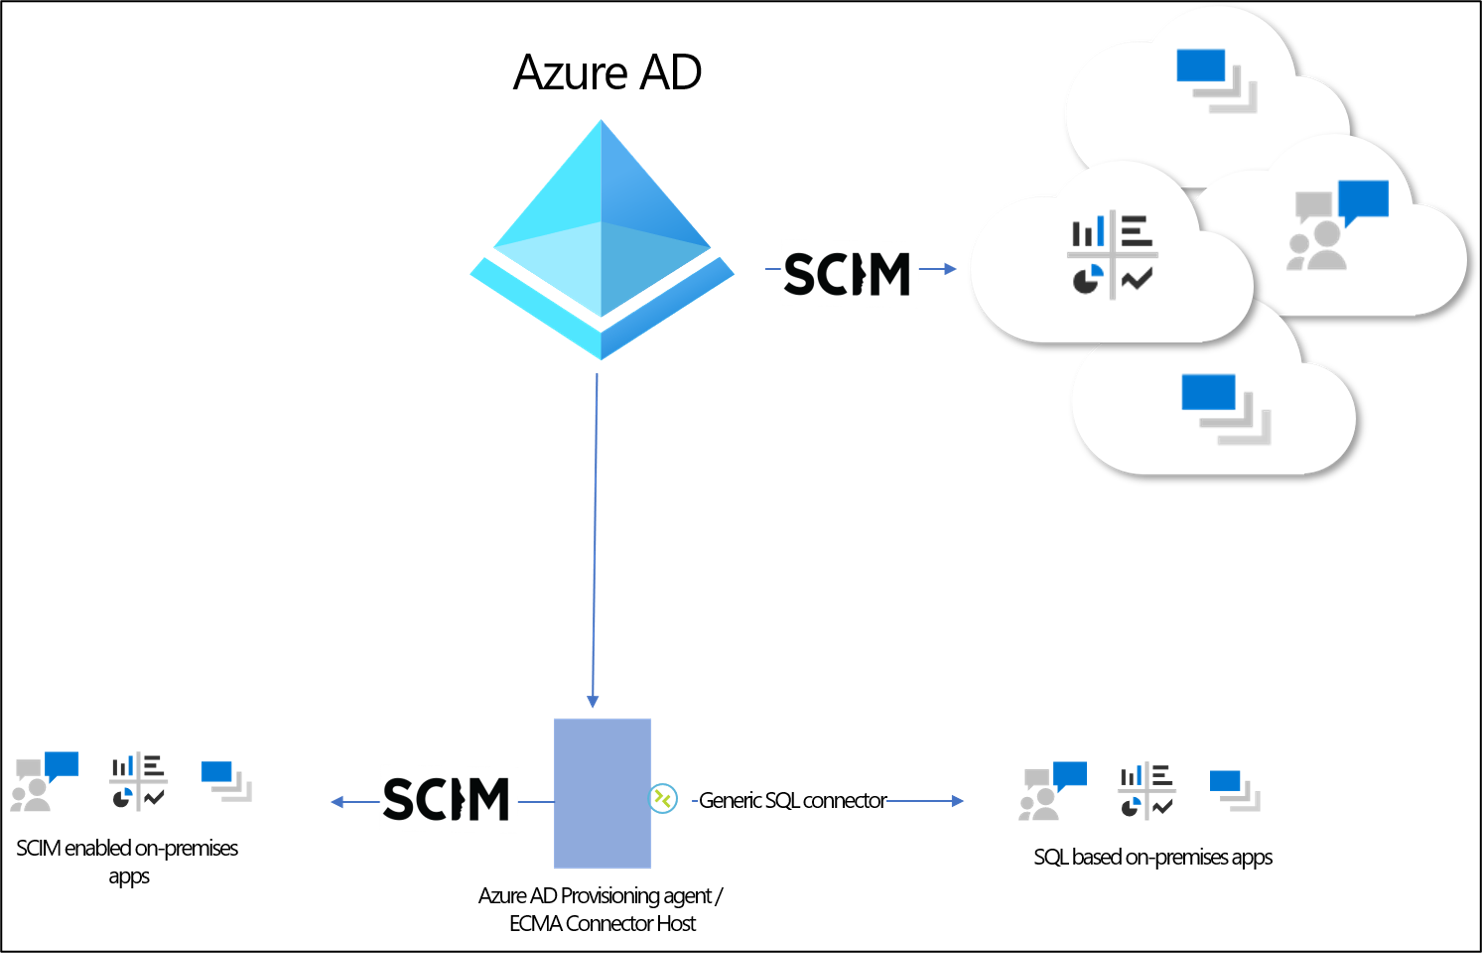 Azure AD
SCIM
SCIM
Generic SQL connector
SCIM enabled on-premises
apps
SQL based on-premises apps
Azure AD Provisioning agent /
ECMA Connector Host